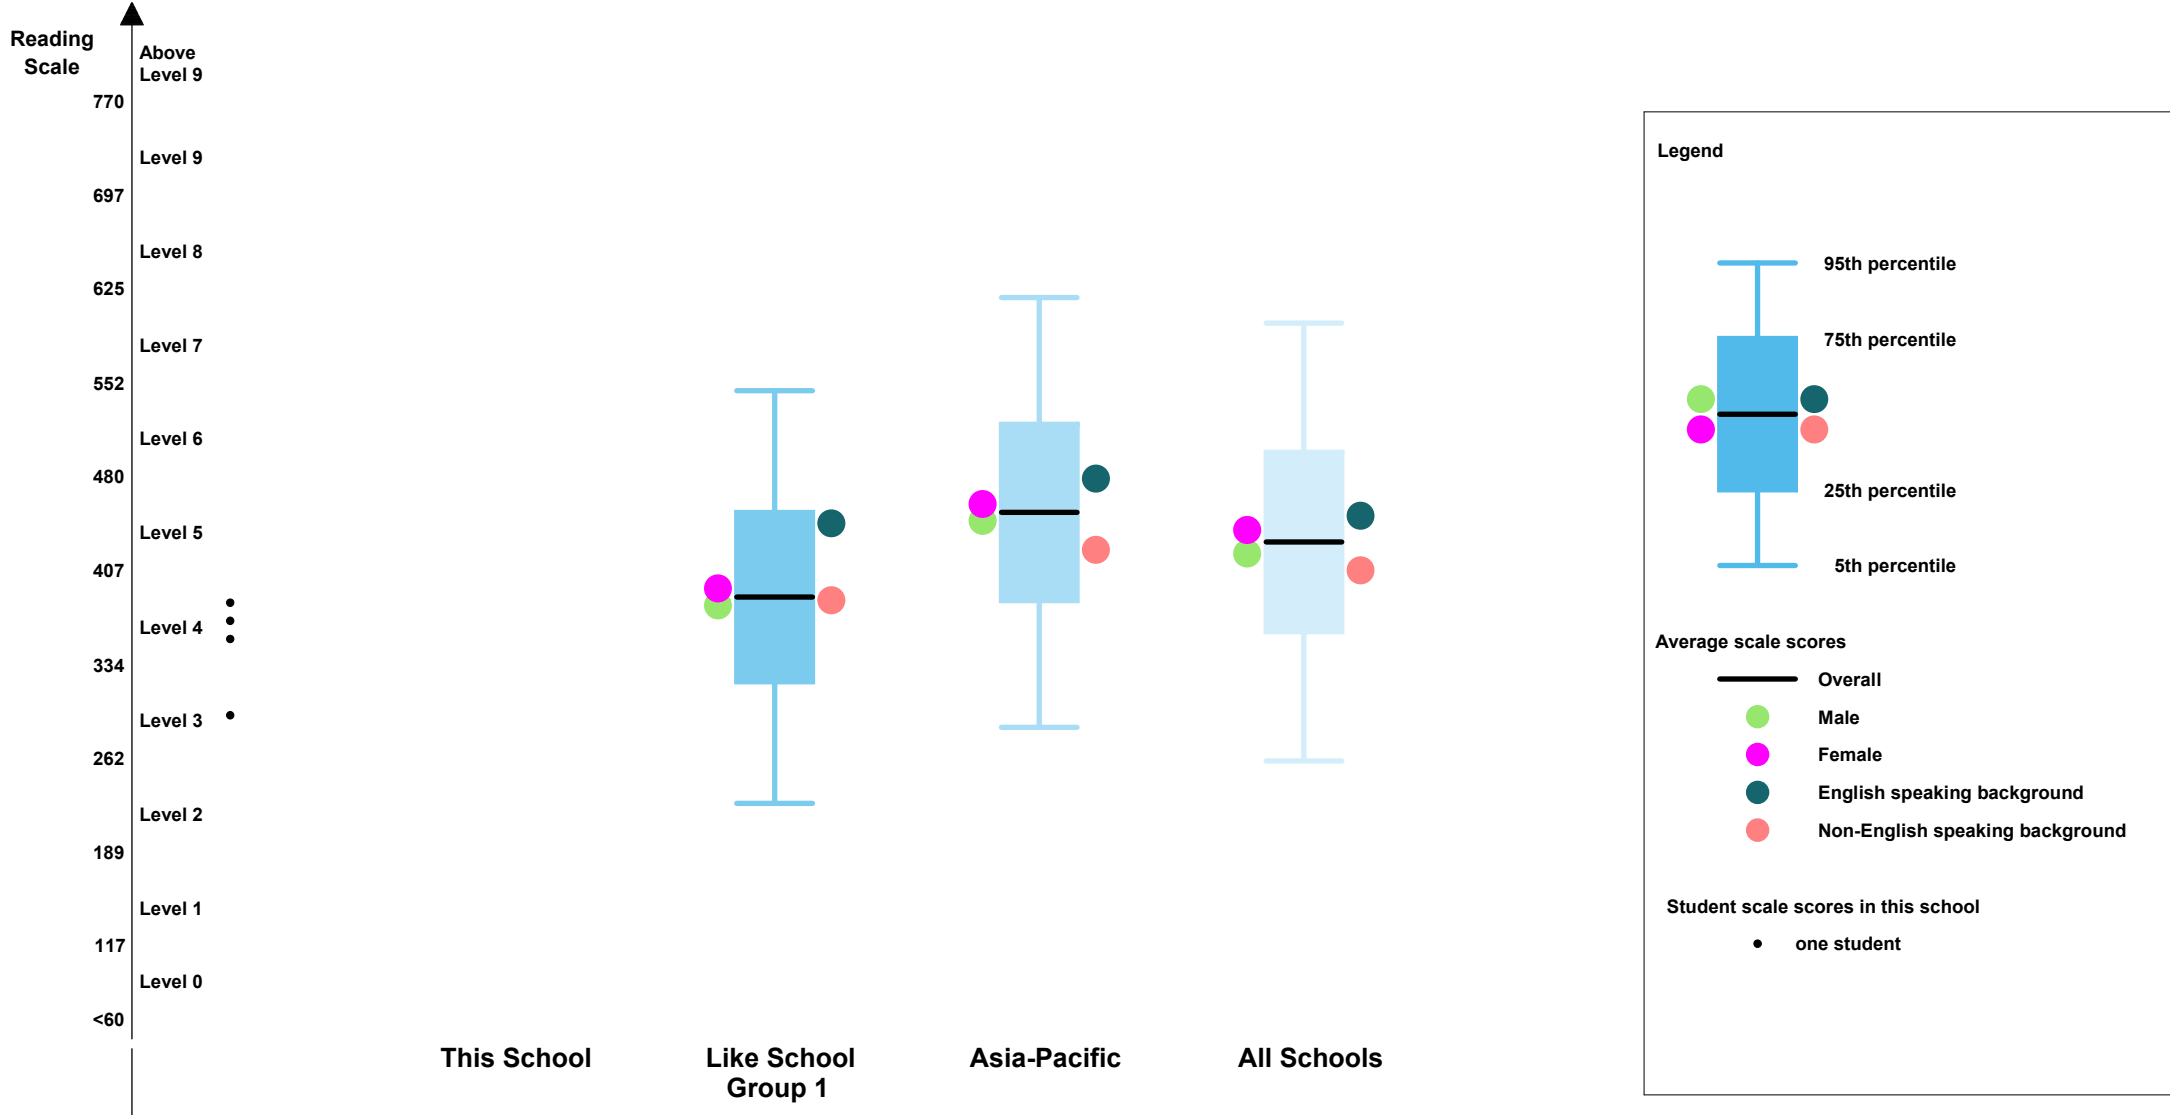 Reading
Scale
Above
Level 9
770
Level 9
697
Level 8
625
Level 7
552
Level 6
480
Level 5
407
Level 4
334
Level 3
262
Level 2
189
Level 1
117
Level 0
<60
This School
Like School
Group 1
Asia-Pacific
All Schools
Legend
95th percentile
75th percentile
25th percentile
5th percentile
Average scale scores
Overall
Male
Female
English speaking background
Non-English speaking background
Student scale scores in this school
one student